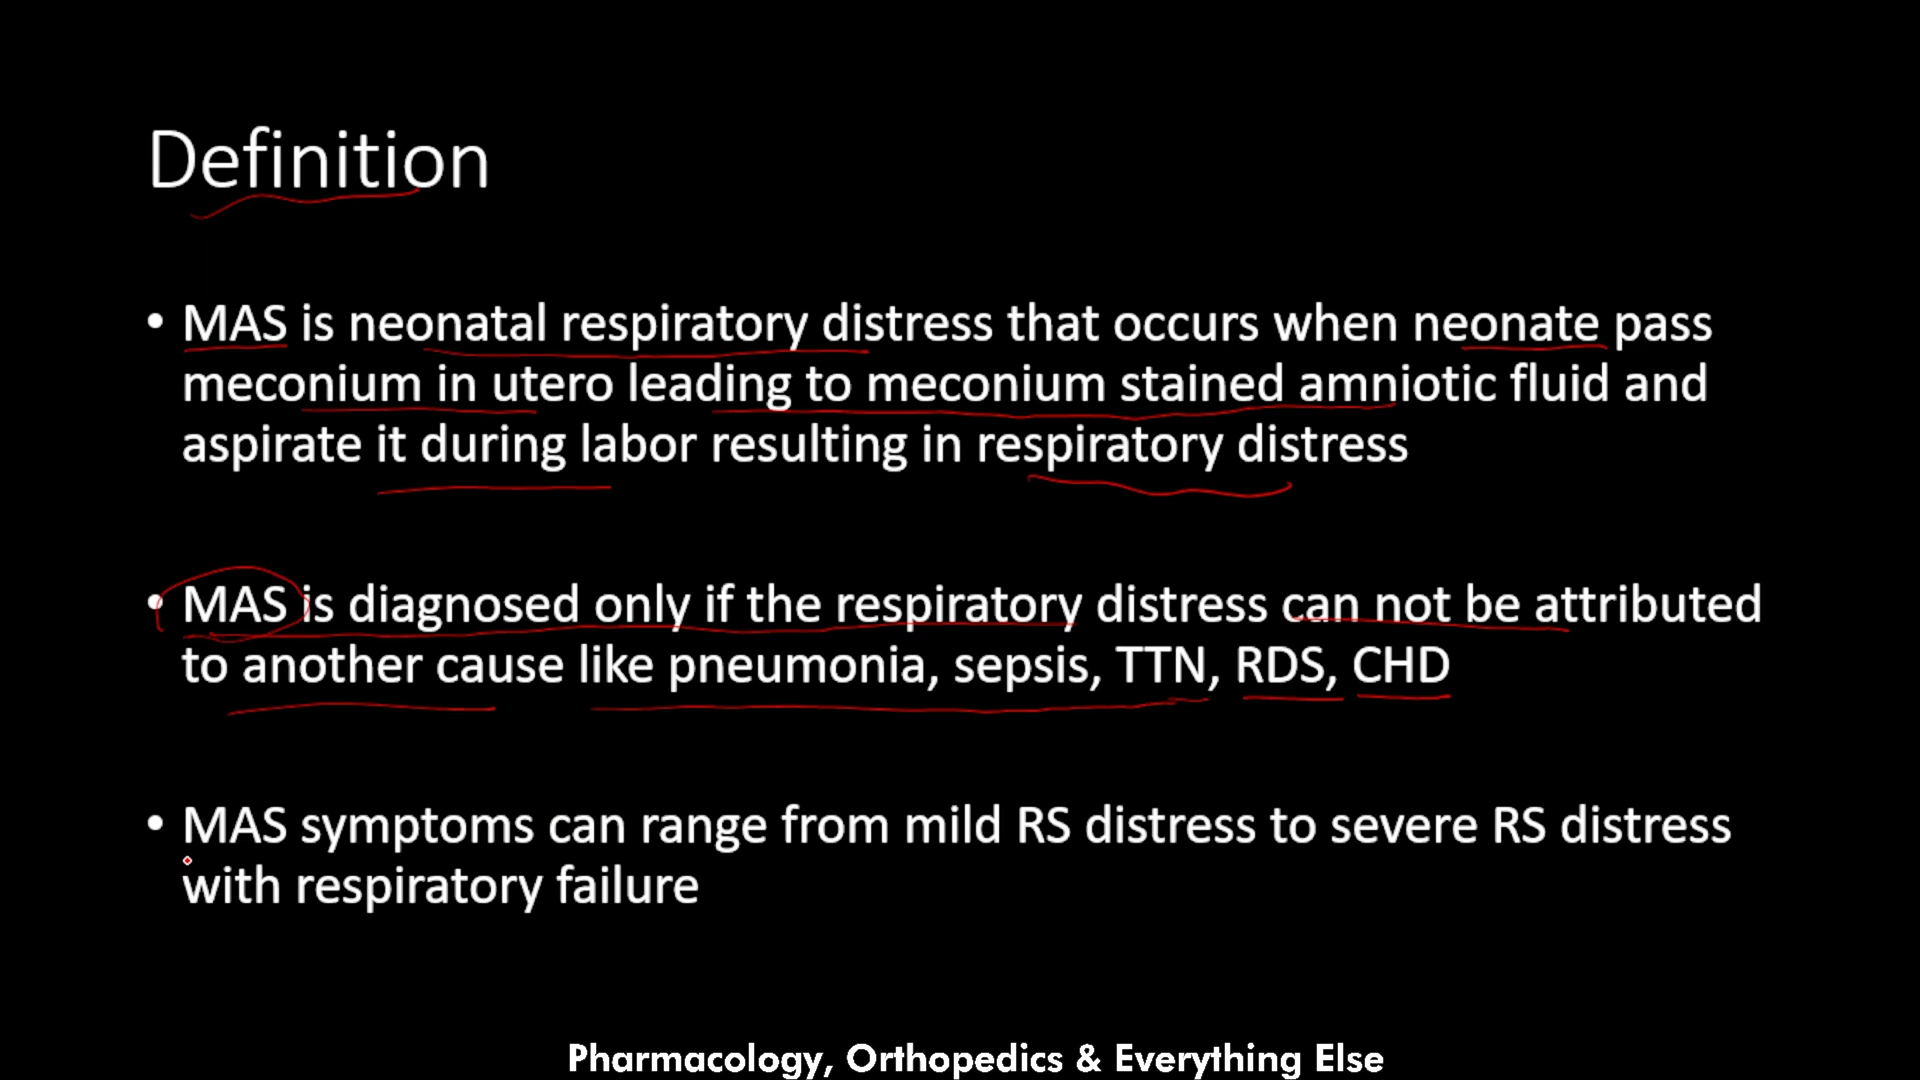 Definition
• MAS is neonatal respiratory distress that occurs when neonate pass
meconium in utero leading to meconium stained amniotic fluid and
aspirate it during labor resulting in respiratory distress
• MAS is diagnosed only if the respiratory distress can not be attributed
to another cause like pneumonia, sepsis, TTN, RDS, CHD
• MAS symptoms can range from mild RS distress to severe RS distress
with respiratory failure
Pharmacology, Orthopedics & Everything Else